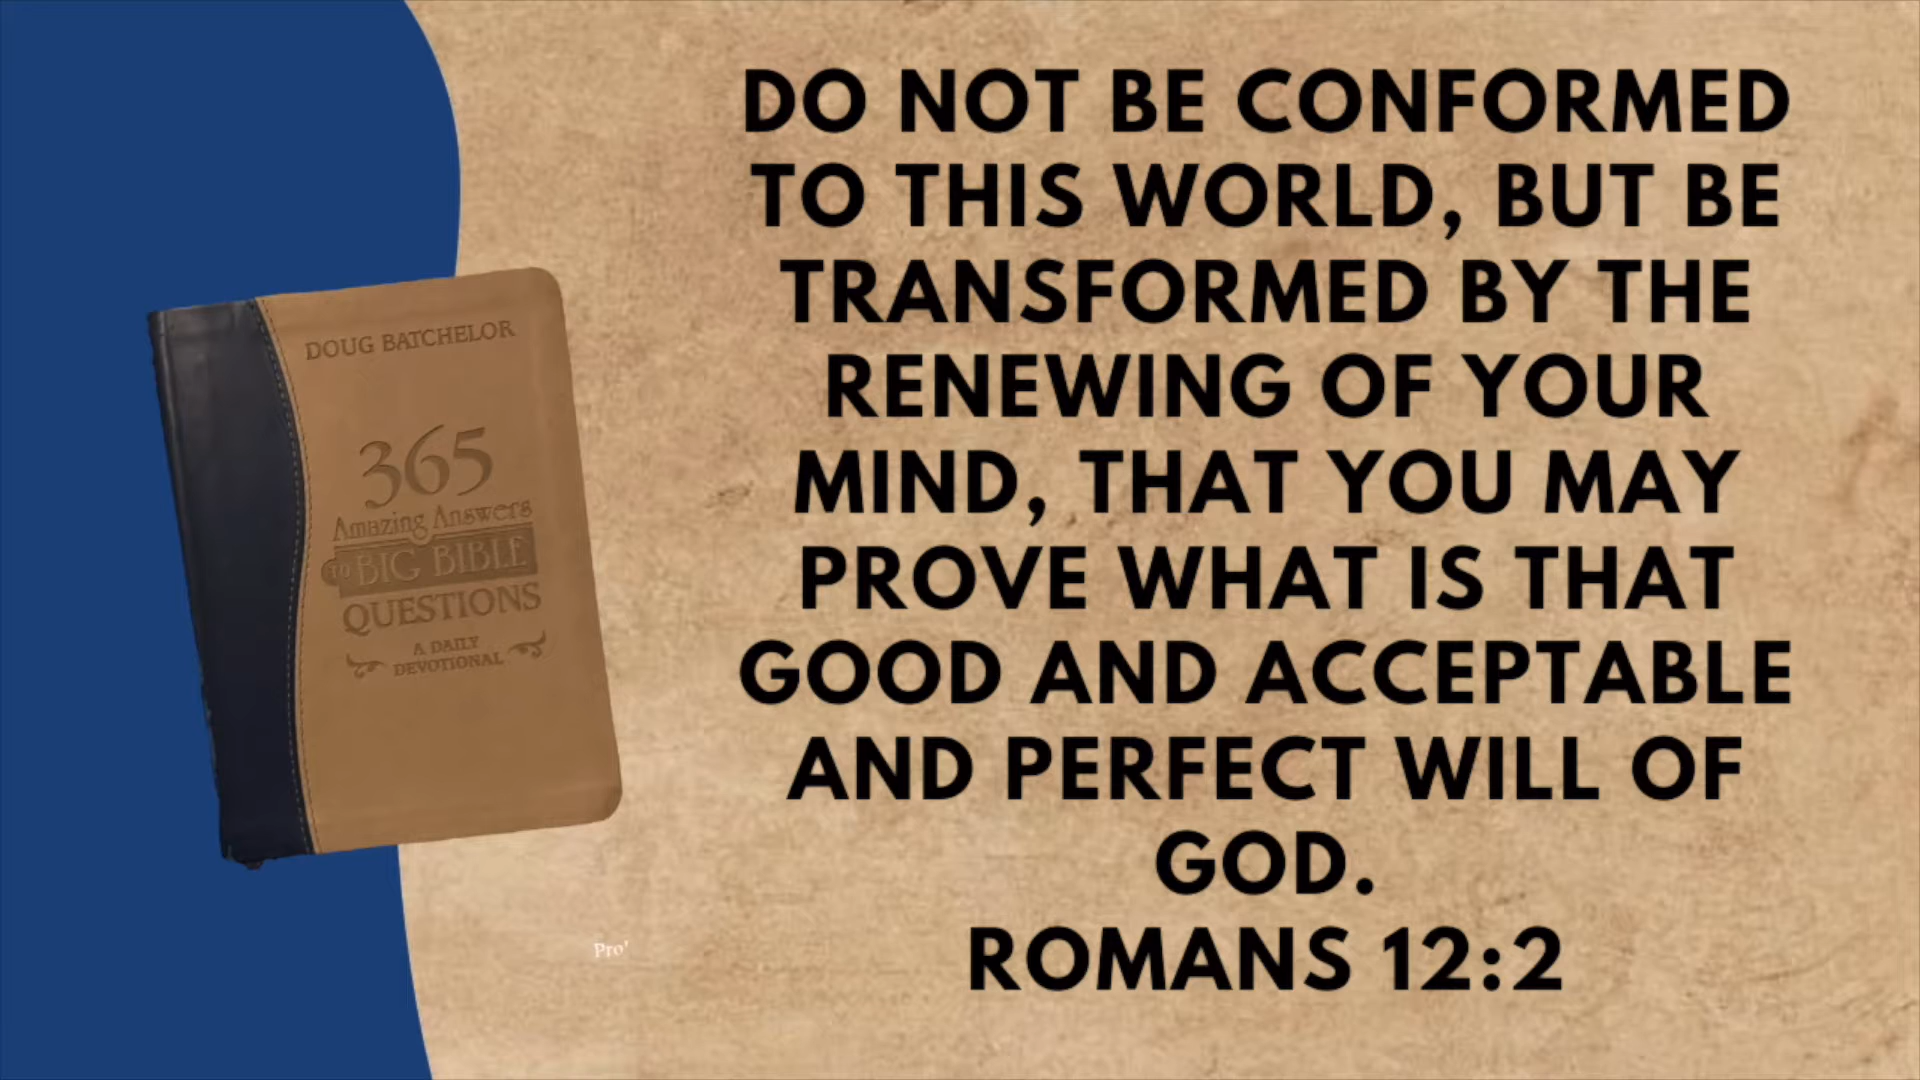 DO NOT BE CONFORMED
TO THIS WORLD, BUT BE
TRANSFORMED BY THE
RENEWING OF YOUR
MIND, THAT YOU MAY
PROVE WHAT IS THAT
GOOD AND ACCEPTABLE
AND PERFECT WILL OF
GOD.
ROMANS 12:2
DOUG BATCHELOR
365
Amazing Answers
TO BIG BIBLE
QUESTIONS
A DAILY
DEVOTIONAL
Pro'